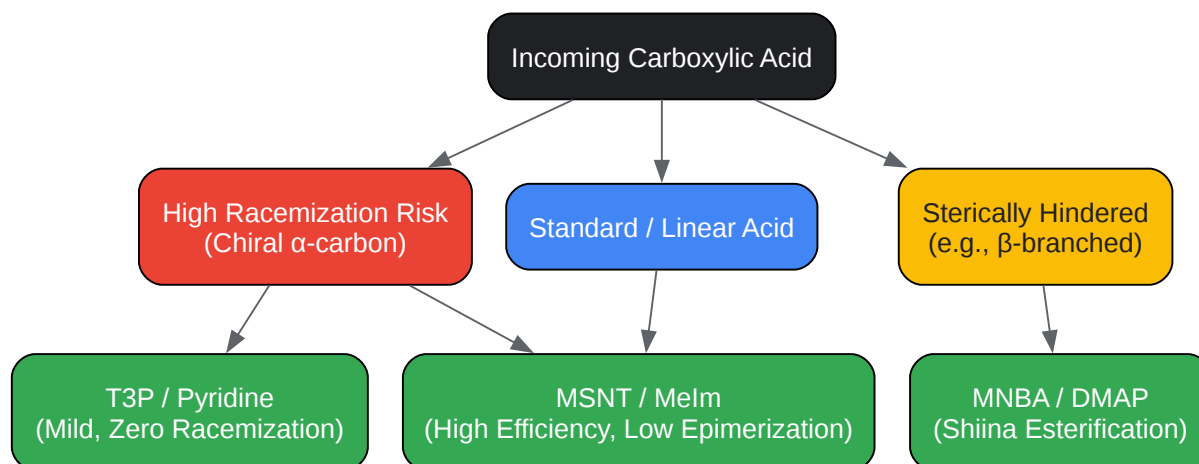 Incoming Carboxylic Acid
High Racemization Risk
(Chiral α-carbon)
Standard / Linear Acid
Sterically Hindered
(e.g., β-branched)
T3P / Pyridine
(Mild, Zero Racemization)
MSNT / MeIm
(High Efficiency, Low Epimerization)
MNBA / DMAP
(Shiina Esterification)